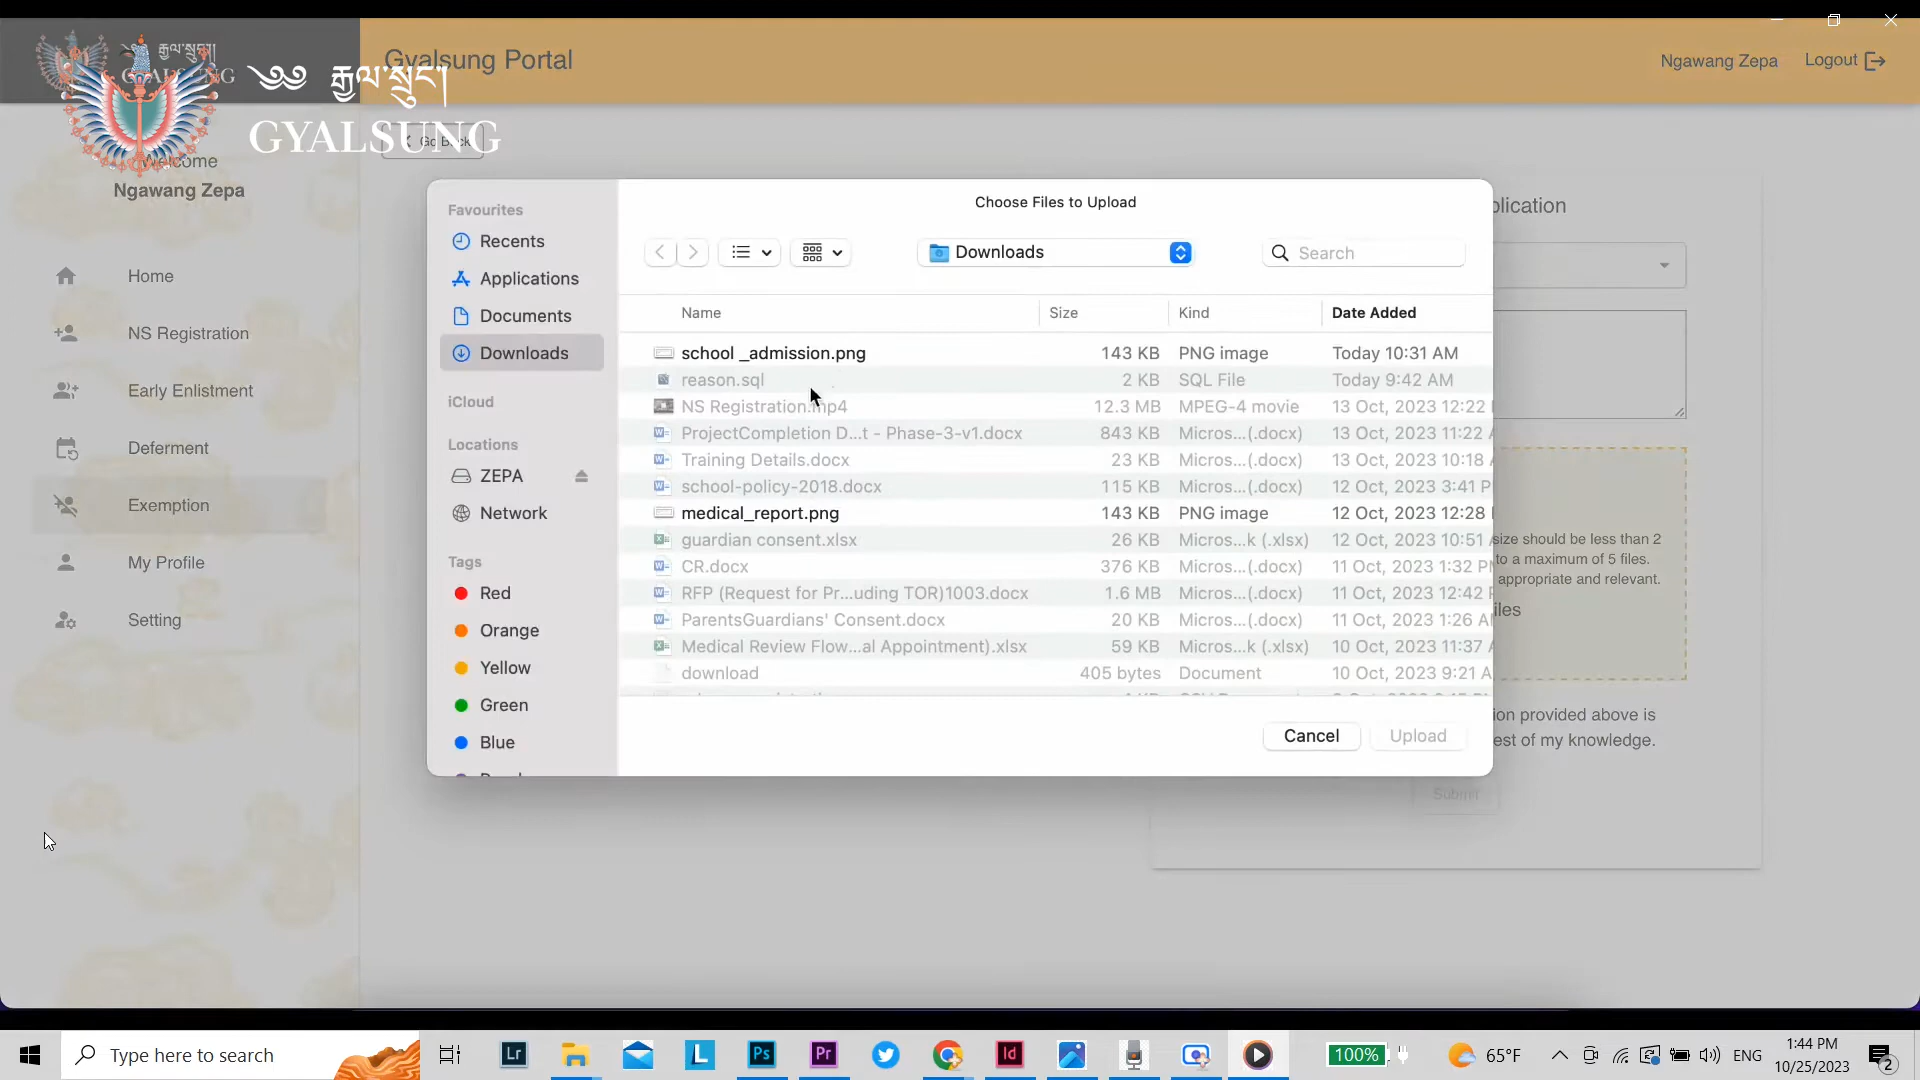 Gyalsung Portal
Ngawang Zepa
Logout
༄༅ རྒྱལ་སྲུང།
GYALSUNG
Go Back
Welcome
Ngawang Zepa
Home
NS Registration
Early Enlistment
Deferment
Exemption
My Profile
Setting
Favourites
Recents
Applications
Documents
Downloads
iCloud
Locations
ZEPA
Network
Tags
Red
Orange
Yellow
Green
Blue
Choose Files to Upload
Downloads
Search
Name Size Kind Date Added
school _admission.png 143 KB PNG image Today 10:31 AM
reason.sql 2 KB SQL File Today 9:42 AM
NS Registration.mp4 12.3 MB MPEG-4 movie 13 Oct, 2023 12:22
ProjectCompletion D...t - Phase-3-v1.docx 843 KB Micros...(.docx) 13 Oct, 2023 11:22 A
Training Details.docx 23 KB Micros...(.docx) 13 Oct, 2023 10:18
school-policy-2018.docx 115 KB Micros...(.docx) 12 Oct, 2023 3:41 P
medical_report.png 143 KB PNG image 12 Oct, 2023 12:28
guardian consent.xlsx 26 KB Micros...k (.xlsx) 12 Oct, 2023 10:51
CR.docx 376 KB Micros...(.docx) 11 Oct, 2023 1:32 PM
RFP (Request for Pr...uding TOR)1003.docx 1.6 MB Micros...(.docx) 11 Oct, 2023 12:42
ParentsGuardians' Consent.docx 20 KB Micros...(.docx) 11 Oct, 2023 1:26 A
Medical Review Flow...al Appointment).xlsx 59 KB Micros...k (.xlsx) 10 Oct, 2023 11:37
download 405 bytes Document 10 Oct, 2023 9:21 A
Cancel
Upload
plication
size should be less than 2
to a maximum of 5 files.
appropriate and relevant.
iles
ion provided above is
est of my knowledge.
Submit
Type here to search
Lr
L
Ps
Pr
Id
100%
65°F
ENG
1:44 PM
10/25/2023
2